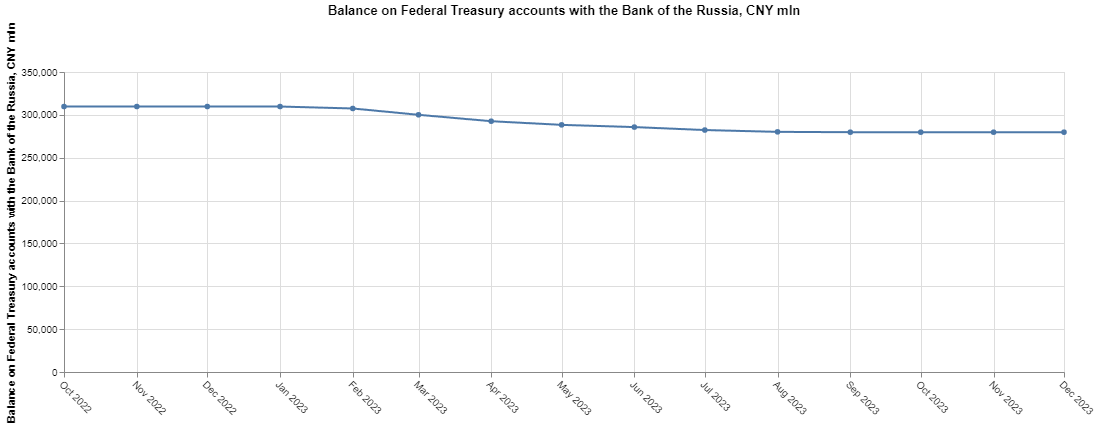 Balance on Federal Treasury accounts with the Bank of the Russia, CNY mln
Balance on Federal Treasury accounts with the Bank of the Russia, CNY mln
350,000
300,000
250,000
200,000
150,000
100,000
50,000
0
Oct 2022
Nov 2022
Dec 2022
Jan 2023
Feb 2023
Mar 2023
Apr 2023
May 2023
Jun 2023
Jul 2023
Aug 2023
Sep 2023
Oct 2023
Nov 2023
Dec 2023